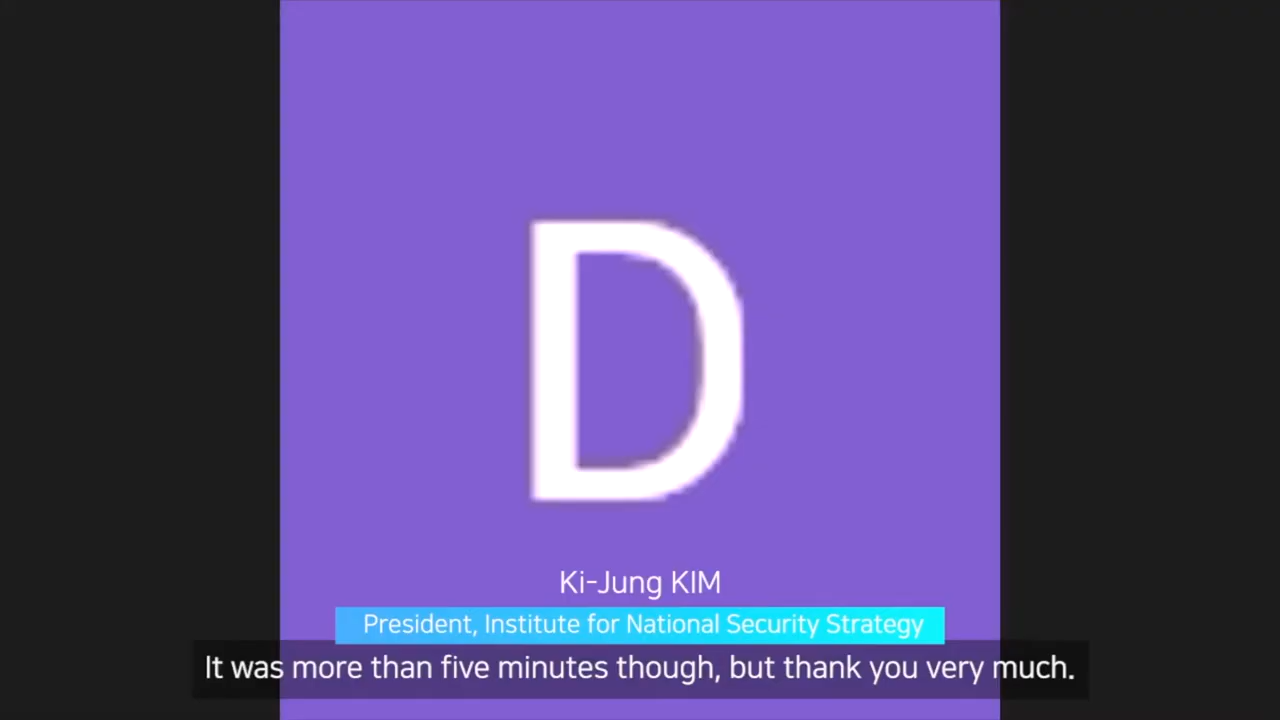 D
Ki-Jung KIM
President, Institute for National Security Strategy
It was more than five minutes though, but thank you very much.